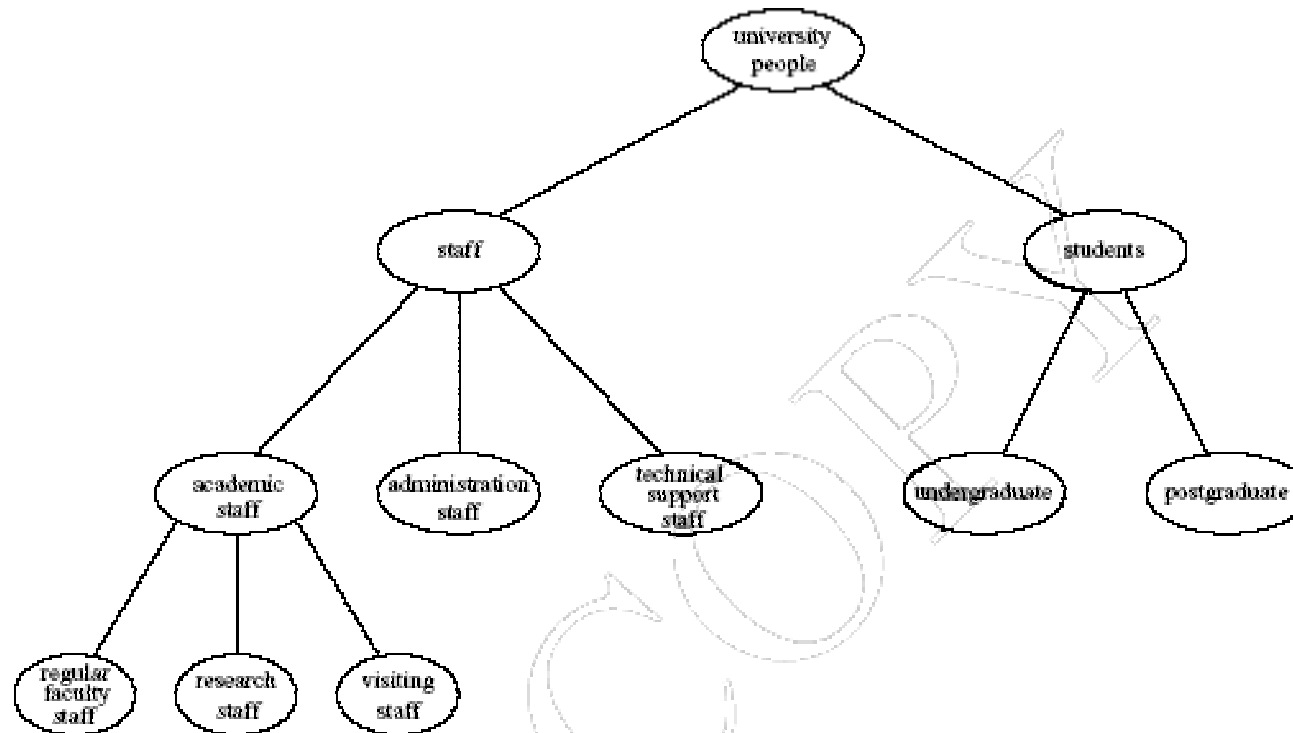 university
people
staff
students
academic
staff
administration
staff
technical
support
staff
undergraduate
postgraduate
regular
faculty
staff
research
staff
visiting
staff
COPY